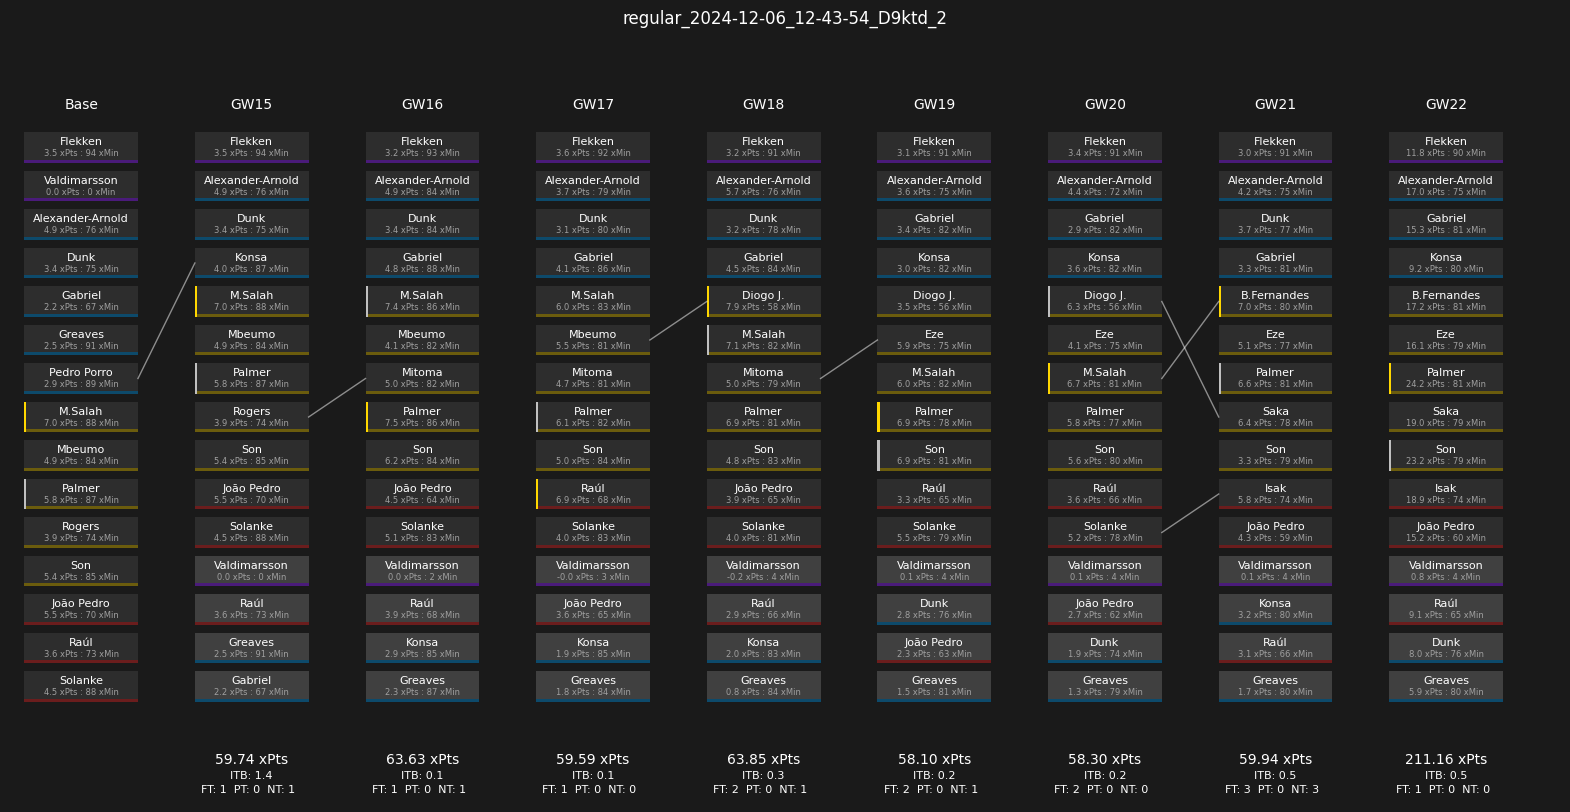 regular_2024-12-06_12-43-54_D9ktd_2
Base
Flekken
3.5 xPts : 94 xMin
Valdimarsson
0.0 xPts : 0 xMin
Alexander-Arnold
4.9 xPts : 76 xMin
Dunk
3.4 xPts : 75 xMin
Gabriel
2.2 xPts : 67 xMin
Greaves
2.5 xPts : 91 xMin
Pedro Porro
2.9 xPts : 89 xMin
M.Salah
7.0 xPts : 88 xMin
Mbeumo
4.9 xPts : 84 xMin
Palmer
5.8 xPts : 87 xMin
Rogers
3.9 xPts : 74 xMin
Son
5.4 xPts : 85 xMin
João Pedro
5.5 xPts : 70 xMin
Raúl
3.6 xPts : 73 xMin
Solanke
4.5 xPts : 88 xMin
GW15
Flekken
3.5 xPts : 94 xMin
Alexander-Arnold
4.9 xPts : 76 xMin
Dunk
3.4 xPts : 75 xMin
Konsa
4.0 xPts : 87 xMin
M.Salah
7.0 xPts : 88 xMin
Mbeumo
4.9 xPts : 84 xMin
Palmer
5.8 xPts : 87 xMin
Rogers
3.9 xPts : 74 xMin
Son
5.4 xPts : 85 xMin
João Pedro
5.5 xPts : 70 xMin
Solanke
4.5 xPts : 88 xMin
Valdimarsson
0.0 xPts : 0 xMin
Raúl
3.6 xPts : 73 xMin
Greaves
2.5 xPts : 91 xMin
Gabriel
2.2 xPts : 67 xMin
59.74 xPts
ITB: 1.4
FT: 1 PT: 0 NT: 1
GW16
Flekken
3.2 xPts : 93 xMin
Alexander-Arnold
4.9 xPts : 84 xMin
Dunk
3.4 xPts : 84 xMin
Gabriel
4.8 xPts : 88 xMin
M.Salah
7.4 xPts : 86 xMin
Mbeumo
4.1 xPts : 82 xMin
Mitoma
5.0 xPts : 82 xMin
Palmer
7.5 xPts : 86 xMin
Son
6.2 xPts : 84 xMin
João Pedro
4.5 xPts : 64 xMin
Solanke
5.1 xPts : 83 xMin
Valdimarsson
0.0 xPts : 2 xMin
Raúl
3.9 xPts : 68 xMin
Konsa
2.9 xPts : 85 xMin
Greaves
2.3 xPts : 87 xMin
63.63 xPts
ITB: 0.1
FT: 1 PT: 0 NT: 1
GW17
Flekken
3.6 xPts : 92 xMin
Alexander-Arnold
3.7 xPts : 79 xMin
Dunk
3.1 xPts : 80 xMin
Gabriel
4.1 xPts : 86 xMin
M.Salah
6.0 xPts : 83 xMin
Mbeumo
5.5 xPts : 81 xMin
Mitoma
4.7 xPts : 81 xMin
Palmer
6.1 xPts : 82 xMin
Son
5.0 xPts : 84 xMin
Raúl
6.9 xPts : 68 xMin
Solanke
4.0 xPts : 83 xMin
Valdimarsson
-0.0 xPts : 3 xMin
João Pedro
3.6 xPts : 65 xMin
Konsa
1.9 xPts : 85 xMin
Greaves
1.8 xPts : 84 xMin
59.59 xPts
ITB: 0.1
FT: 1 PT: 0 NT: 0
GW18
Flekken
3.2 xPts : 91 xMin
Alexander-Arnold
5.7 xPts : 76 xMin
Dunk
3.2 xPts : 78 xMin
Gabriel
4.5 xPts : 84 xMin
Diogo J.
7.9 xPts : 58 xMin
M.Salah
7.1 xPts : 82 xMin
Mitoma
5.0 xPts : 79 xMin
Palmer
6.9 xPts : 81 xMin
Son
4.8 xPts : 83 xMin
João Pedro
3.9 xPts : 65 xMin
Solanke
4.0 xPts : 81 xMin
Valdimarsson
-0.2 xPts : 4 xMin
Raúl
2.9 xPts : 66 xMin
Konsa
2.0 xPts : 83 xMin
Greaves
0.8 xPts : 84 xMin
63.85 xPts
ITB: 0.3
FT: 2 PT: 0 NT: 1
GW19
Flekken
3.1 xPts : 91 xMin
Alexander-Arnold
3.6 xPts : 75 xMin
Gabriel
3.4 xPts : 82 xMin
Konsa
3.0 xPts : 82 xMin
Diogo J.
3.5 xPts : 56 xMin
Eze
5.9 xPts : 75 xMin
M.Salah
6.0 xPts : 82 xMin
Palmer
6.9 xPts : 78 xMin
Son
6.9 xPts : 81 xMin
Raúl
3.3 xPts : 65 xMin
Solanke
5.5 xPts : 79 xMin
Valdimarsson
0.1 xPts : 4 xMin
Dunk
2.8 xPts : 76 xMin
João Pedro
2.3 xPts : 63 xMin
Greaves
1.5 xPts : 81 xMin
58.10 xPts
ITB: 0.2
FT: 2 PT: 0 NT: 1
GW20
Flekken
3.4 xPts : 91 xMin
Alexander-Arnold
4.4 xPts : 72 xMin
Gabriel
2.9 xPts : 82 xMin
Konsa
3.6 xPts : 82 xMin
Diogo J.
6.3 xPts : 56 xMin
Eze
4.1 xPts : 75 xMin
M.Salah
6.7 xPts : 81 xMin
Palmer
5.8 xPts : 77 xMin
Son
5.6 xPts : 80 xMin
Raúl
3.6 xPts : 66 xMin
Solanke
5.2 xPts : 78 xMin
Valdimarsson
0.1 xPts : 4 xMin
João Pedro
2.7 xPts : 62 xMin
Dunk
1.9 xPts : 74 xMin
Greaves
1.3 xPts : 79 xMin
58.30 xPts
ITB: 0.2
FT: 2 PT: 0 NT: 0
GW21
Flekken
3.0 xPts : 91 xMin
Alexander-Arnold
4.2 xPts : 75 xMin
Dunk
3.7 xPts : 77 xMin
Gabriel
3.3 xPts : 81 xMin
B.Fernandes
7.0 xPts : 80 xMin
Eze
5.1 xPts : 77 xMin
Palmer
6.6 xPts : 81 xMin
Saka
6.4 xPts : 78 xMin
Son
3.3 xPts : 79 xMin
Isak
5.8 xPts : 74 xMin
João Pedro
4.3 xPts : 59 xMin
Valdimarsson
0.1 xPts : 4 xMin
Konsa
3.2 xPts : 80 xMin
Raúl
3.1 xPts : 66 xMin
Greaves
1.7 xPts : 80 xMin
59.94 xPts
ITB: 0.5
FT: 3 PT: 0 NT: 3
GW22
Flekken
11.8 xPts : 90 xMin
Alexander-Arnold
17.0 xPts : 75 xMin
Gabriel
15.3 xPts : 81 xMin
Konsa
9.2 xPts : 80 xMin
B.Fernandes
17.2 xPts : 81 xMin
Eze
16.1 xPts : 79 xMin
Palmer
24.2 xPts : 81 xMin
Saka
19.0 xPts : 79 xMin
Son
23.2 xPts : 79 xMin
Isak
18.9 xPts : 74 xMin
João Pedro
15.2 xPts : 60 xMin
Valdimarsson
0.8 xPts : 4 xMin
Raúl
9.1 xPts : 65 xMin
Dunk
8.0 xPts : 76 xMin
Greaves
5.9 xPts : 80 xMin
211.16 xPts
ITB: 0.5
FT: 1 PT: 0 NT: 0